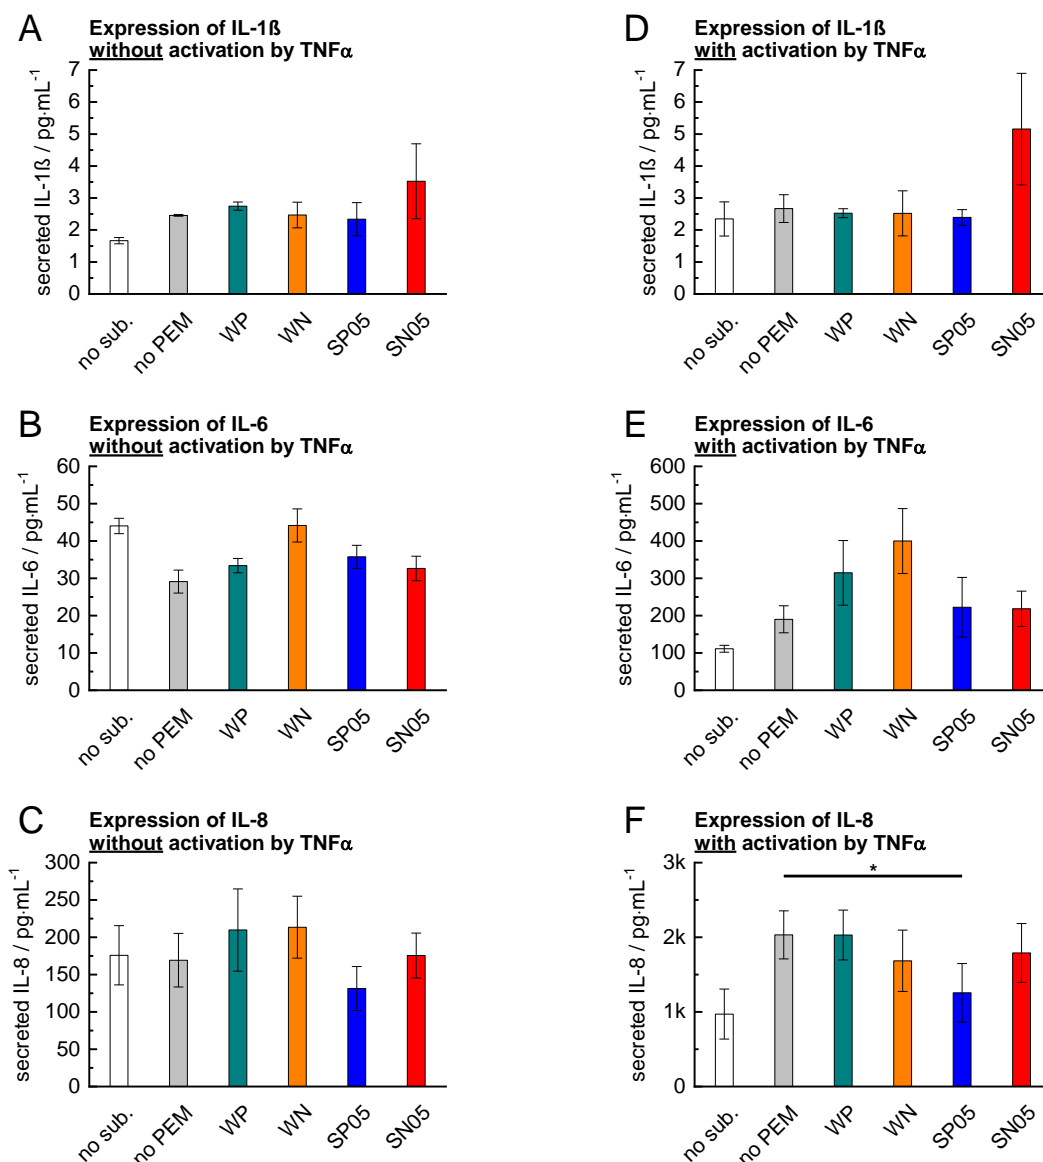 A
Expression of IL-1ß
without activation by TNFα
secreted IL-1ß / pg·mL⁻¹
7
6
5
4
3
2
1
0
no sub.
no PEM
WP
WN
SP05
SN05
D
Expression of IL-1ß
with activation by TNFα
secreted IL-1ß / pg·mL⁻¹
7
6
5
4
3
2
1
0
no sub.
no PEM
WP
WN
SP05
SN05
B
Expression of IL-6
without activation by TNFα
secreted IL-6 / pg·mL⁻¹
60
50
40
30
20
10
0
no sub.
no PEM
WP
WN
SP05
SN05
E
Expression of IL-6
with activation by TNFα
secreted IL-6 / pg·mL⁻¹
600
500
400
300
200
100
0
no sub.
no PEM
WP
WN
SP05
SN05
C
Expression of IL-8
without activation by TNFα
secreted IL-8 / pg·mL⁻¹
300
250
200
150
100
50
0
no sub.
no PEM
WP
WN
SP05
SN05
F
Expression of IL-8
with activation by TNFα
secreted IL-8 / pg·mL⁻¹
3k
2k
1k
0
*
no sub.
no PEM
WP
WN
SP05
SN05